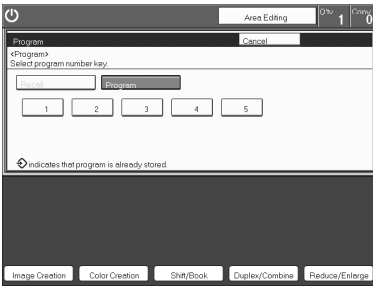 Area Editing
Q'ty 1
Copy 0
Program
Cancel
<Program>
Select program number key.
Recall
Program
1 2 3 4 5
indicates that program is already stored.
Image Creation
Color Creation
Shift/Book
Duplex/Combine
Reduce/Enlarge